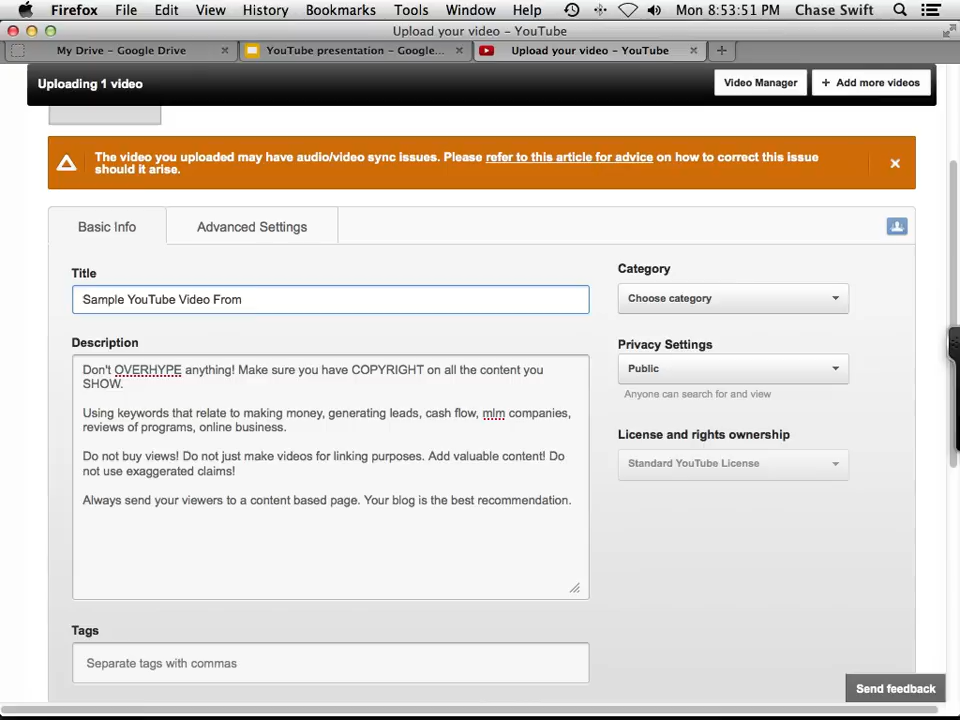 Firefox File Edit View History Bookmarks Tools Window Help Mon 8:53:51 PM Chase Swift
Upload your video – YouTube
My Drive – Google Drive × YouTube presentation – Google... × Upload your video – YouTube × +
Uploading 1 video Video Manager + Add more videos
The video you uploaded may have audio/video sync issues. Please refer to this article for advice on how to correct this issue
should it arise. ×
Basic Info Advanced Settings
Title
Sample YouTube Video From
Description
Don't OVERHYPE anything! Make sure you have COPYRIGHT on all the content you
SHOW.
Using keywords that relate to making money, generating leads, cash flow, mlm companies,
reviews of programs, online business.
Do not buy views! Do not just make videos for linking purposes. Add valuable content! Do
not use exaggerated claims!
Always send your viewers to a content based page. Your blog is the best recommendation.
Tags
Separate tags with commas
Category
Choose category
Privacy Settings
Public
Anyone can search for and view
License and rights ownership
Standard YouTube License
Send feedback